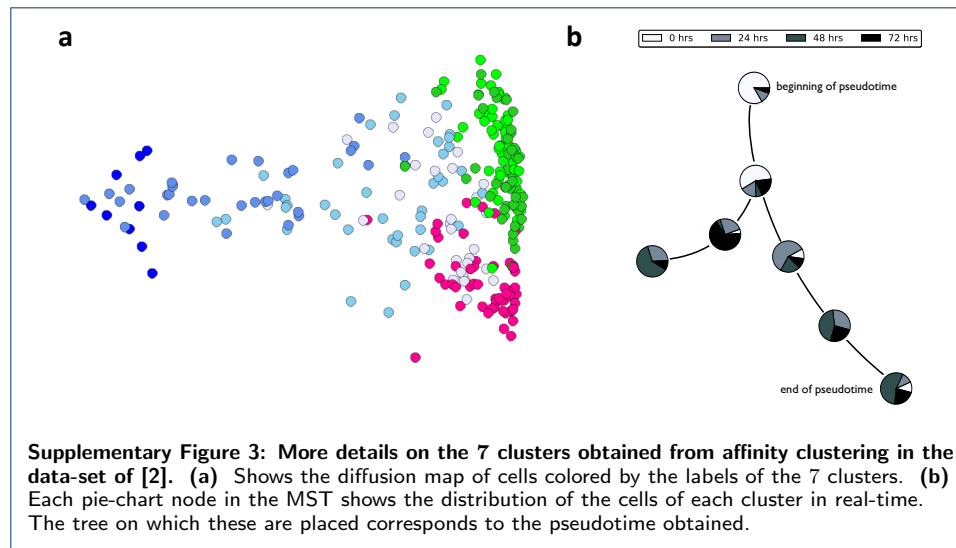 a
b
0 hrs 24 hrs 48 hrs 72 hrs
beginning of pseudotime
end of pseudotime
Supplementary Figure 3: More details on the 7 clusters obtained from affinity clustering in the
data-set of [2]. (a) Shows the diffusion map of cells colored by the labels of the 7 clusters. (b)
Each pie-chart node in the MST shows the distribution of the cells of each cluster in real-time.
The tree on which these are placed corresponds to the pseudotime obtained.